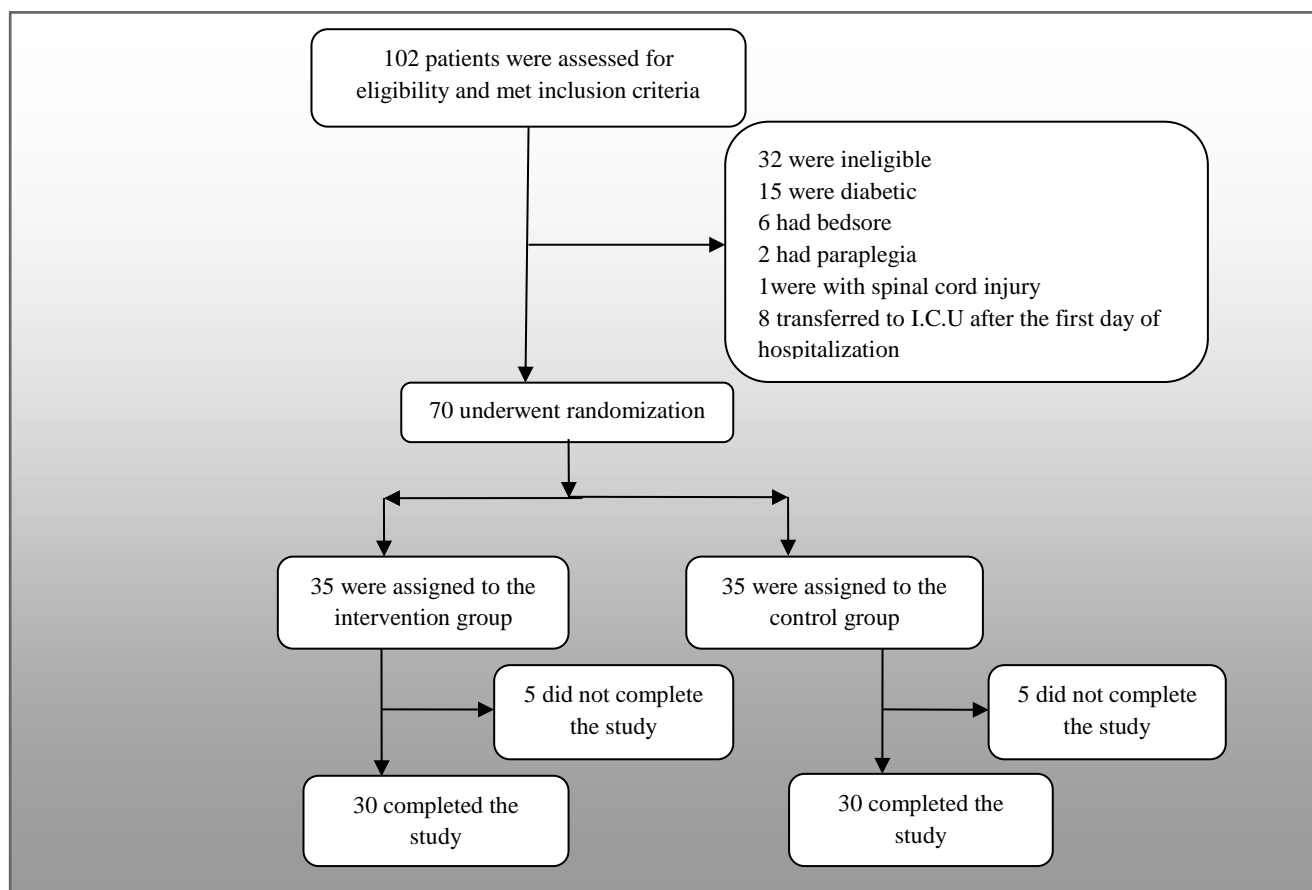 102 patients were assessed for
eligibility and met inclusion criteria
32 were ineligible
15 were diabetic
6 had bedsore
2 had paraplegia
1were with spinal cord injury
8 transferred to I.C.U after the first day of
hospitalization
70 underwent randomization
35 were assigned to the
intervention group
35 were assigned to the
control group
5 did not complete
the study
5 did not complete
the study
30 completed the
study
30 completed the
study